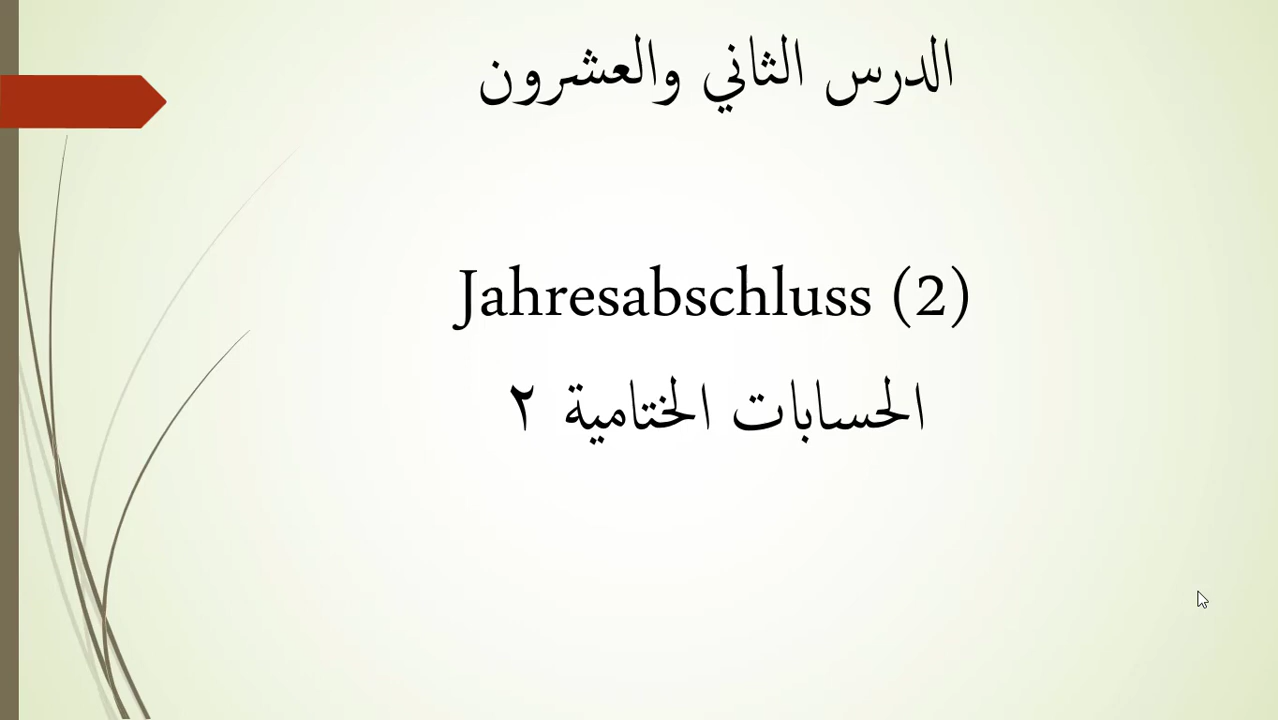 الدرس الثاني والعشرون
Jahresabschluss (2)
الحسابات الختامية ٢